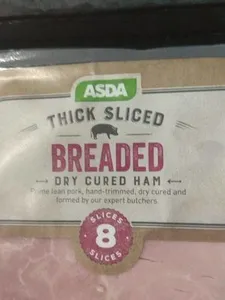 ASDA
THICK SLICED
BREADED
DRY CURED HAM
Prime lean pork, hand-trimmed, dry cured and
formed by our expert butchers.
SLICES
8
SLICES